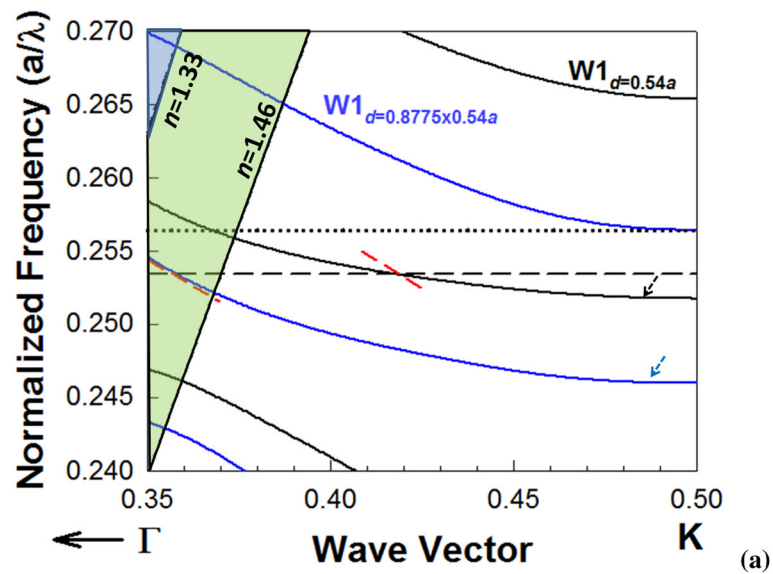 Normalized Frequency (a/λ)
0.270
0.265
0.260
0.255
0.250
0.245
0.240
n=1.33
n=1.46
W1d=0.8775x0.54a
W1d=0.54a
0.35
0.40
0.45
0.50
Γ
Wave Vector
K
(a)